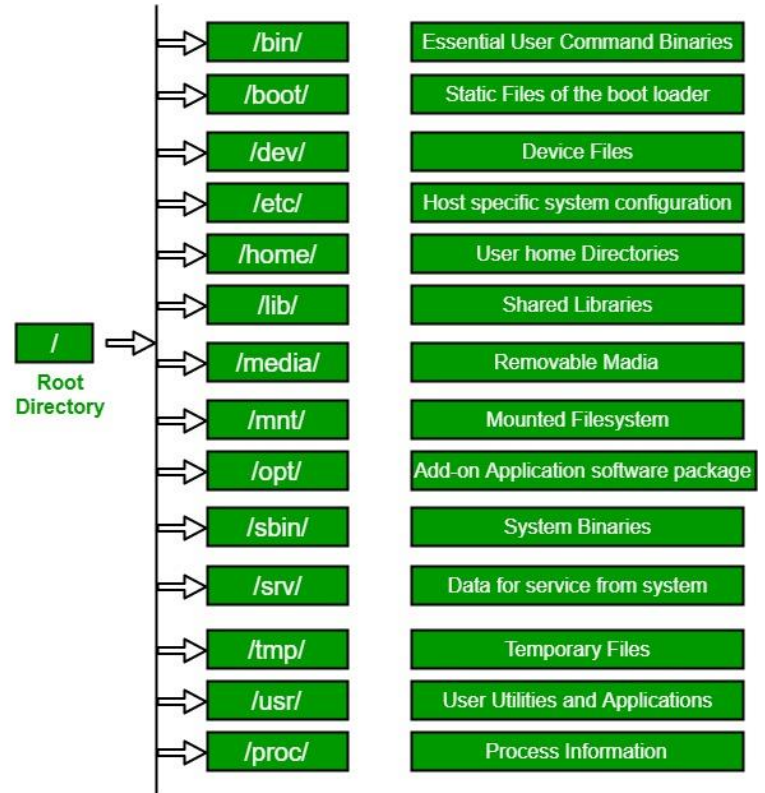 /bin/ Essential User Command Binaries
/boot/ Static Files of the boot loader
/dev/ Device Files
/etc/ Host specific system configuration
/home/ User home Directories
/lib/ Shared Libraries
/
Root
Directory
/media/ Removable Madia
/mnt/ Mounted Filesystem
/opt/ Add-on Application software package
/sbin/ System Binaries
/srv/ Data for service from system
/tmp/ Temporary Files
/usr/ User Utilities and Applications
/proc/ Process Information